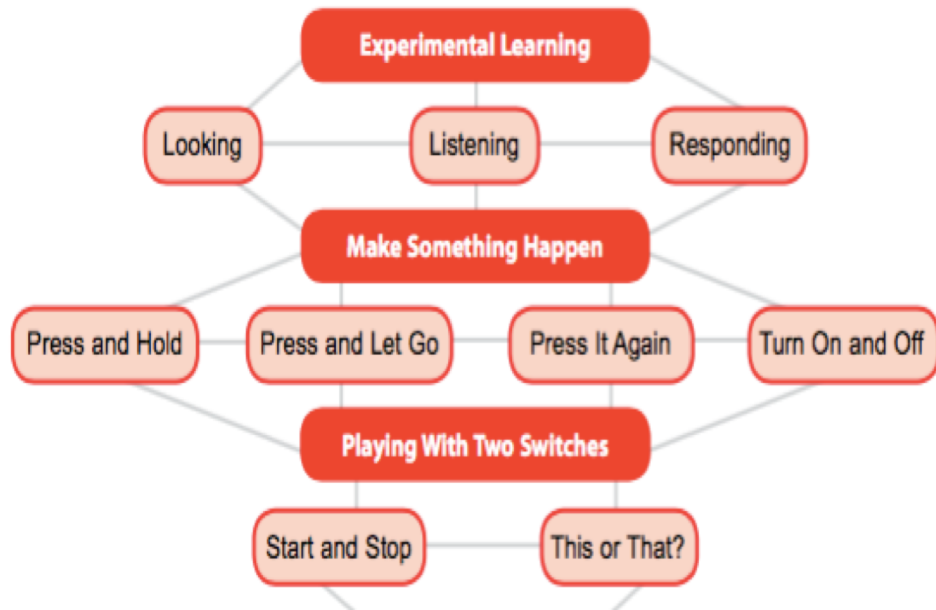 Experimental Learning
Looking
Listening
Responding
Make Something Happen
Press and Hold
Press and Let Go
Press It Again
Turn On and Off
Playing With Two Switches
Start and Stop
This or That?